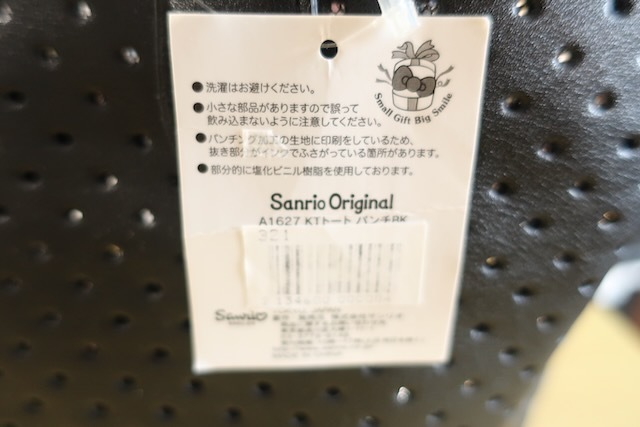 Small Gift Big Smile
●洗濯はお避けください。
●小さな部品がありますので誤って
飲み込まないように注意してください。
●パンチング加工の生地に印刷をしているため、
抜き部分がインクでふさがっている箇所があります。
●部分的に塩化ビニル樹脂を使用しております。
Sanrio Original
A1627 KTトート パンチBK
321
Sanrio